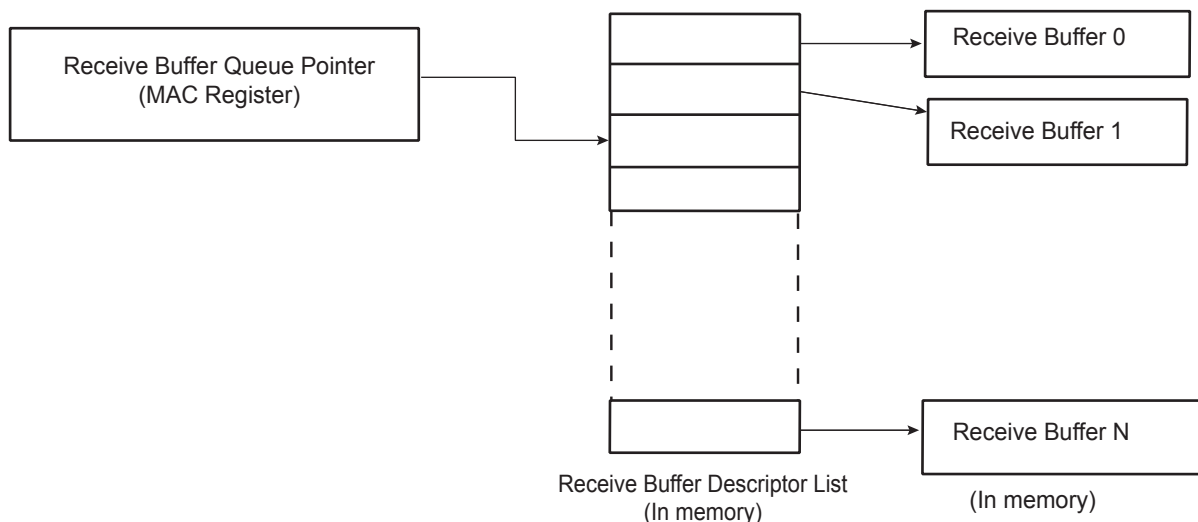 Receive Buffer Queue Pointer
(MAC Register)
Receive Buffer 0
Receive Buffer 1
Receive Buffer N
Receive Buffer Descriptor List
(In memory)
(In memory)